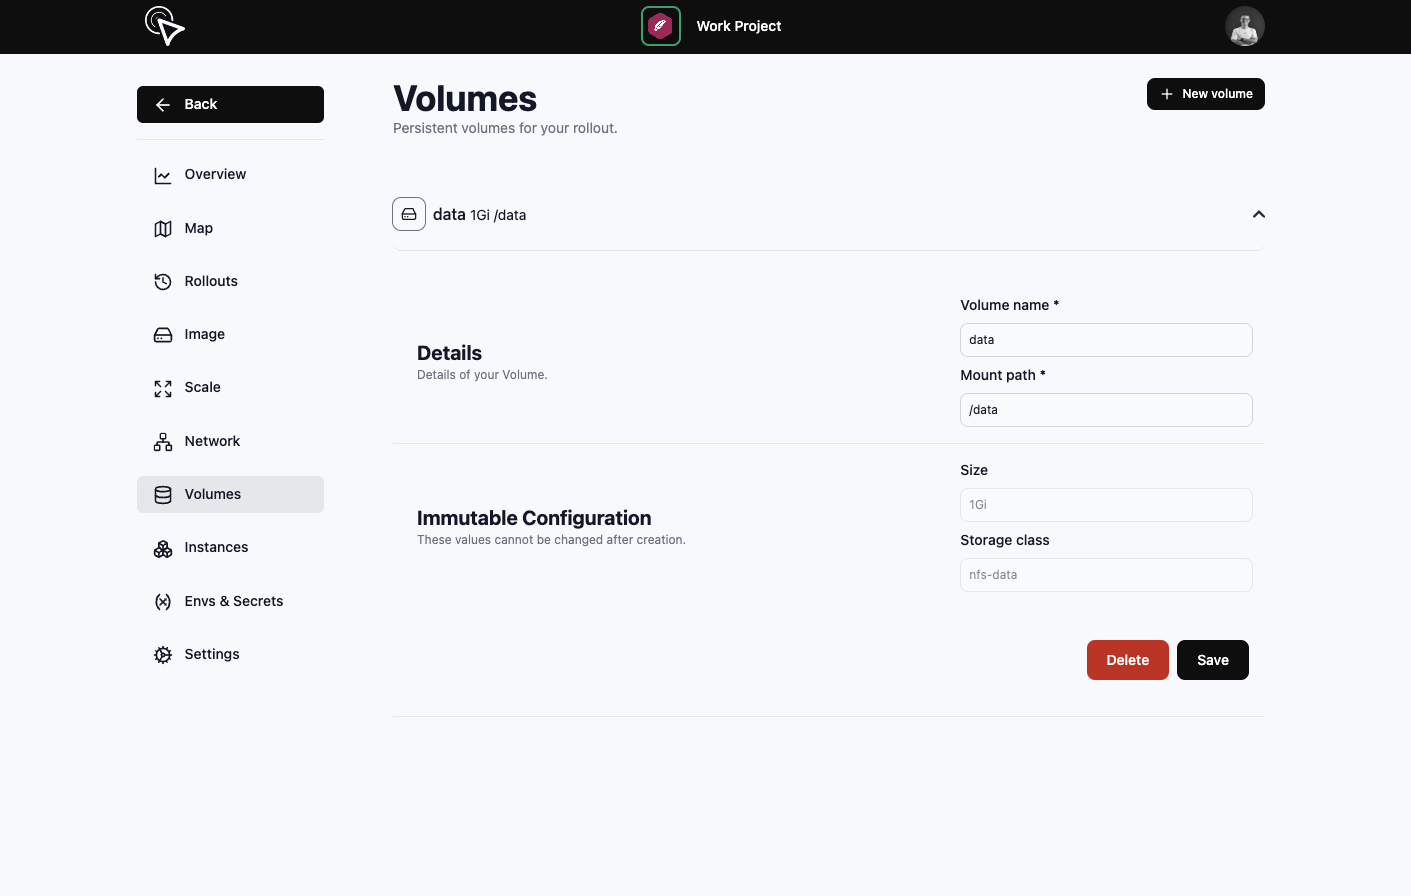 Work Project
Back
Overview
Map
Rollouts
Image
Scale
Network
Volumes
Instances
Envs & Secrets
Settings
Volumes
Persistent volumes for your rollout.
New volume
data 1Gi /data
Details
Details of your Volume.
Volume name *
data
Mount path *
/data
Immutable Configuration
These values cannot be changed after creation.
Size
1Gi
Storage class
nfs-data
Delete
Save